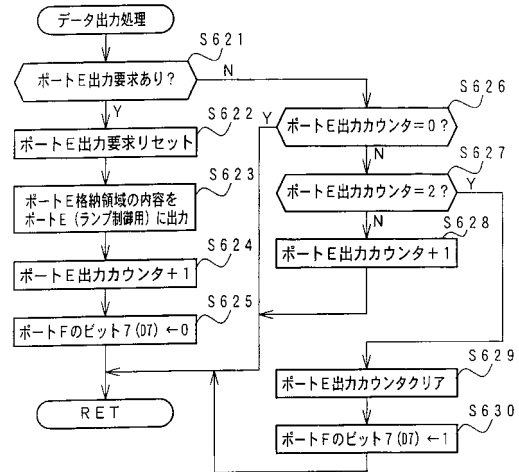 データ出力処理
S621
ポートE出力要求あり?
N
Y
S622
ポートE出力要求リセット
S623
ポートE格納領域の内容を
ポートE(ランプ制御用)に出力
S624
ポートE出力カウンタ+1
S625
ポートFのビット7(D7)←0
RET
S626
ポートE出力カウンタ=0?
Y
N
S627
ポートE出力カウンタ=2?
Y
N
S628
ポートE出力カウンタ+1
S629
ポートE出力カウンタクリア
S630
ポートFのビット7(D7)←1